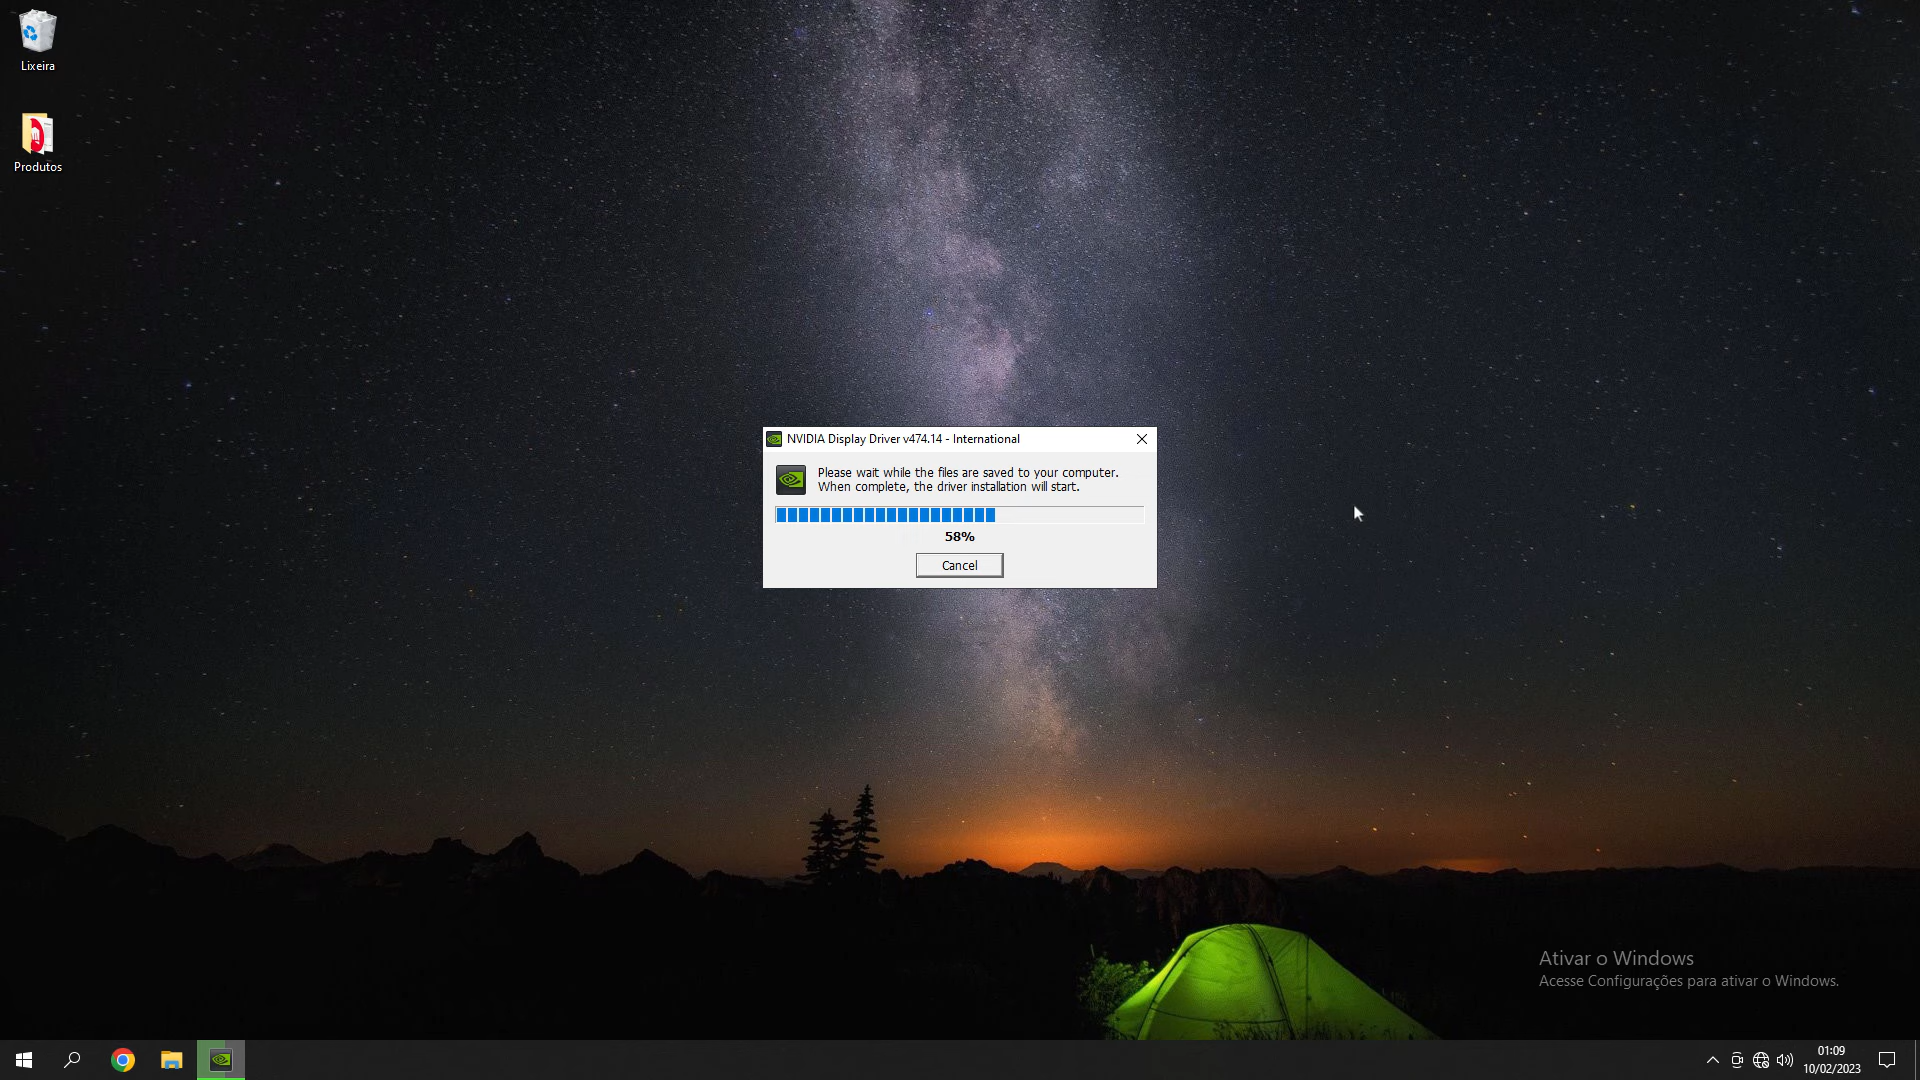 Lixeira
Produtos
NVIDIA Display Driver v474.14 - International
Please wait while the files are saved to your computer.
When complete, the driver installation will start.
58%
Cancel
Ativar o Windows
Acesse Configurações para ativar o Windows.
01:09
10/02/2023